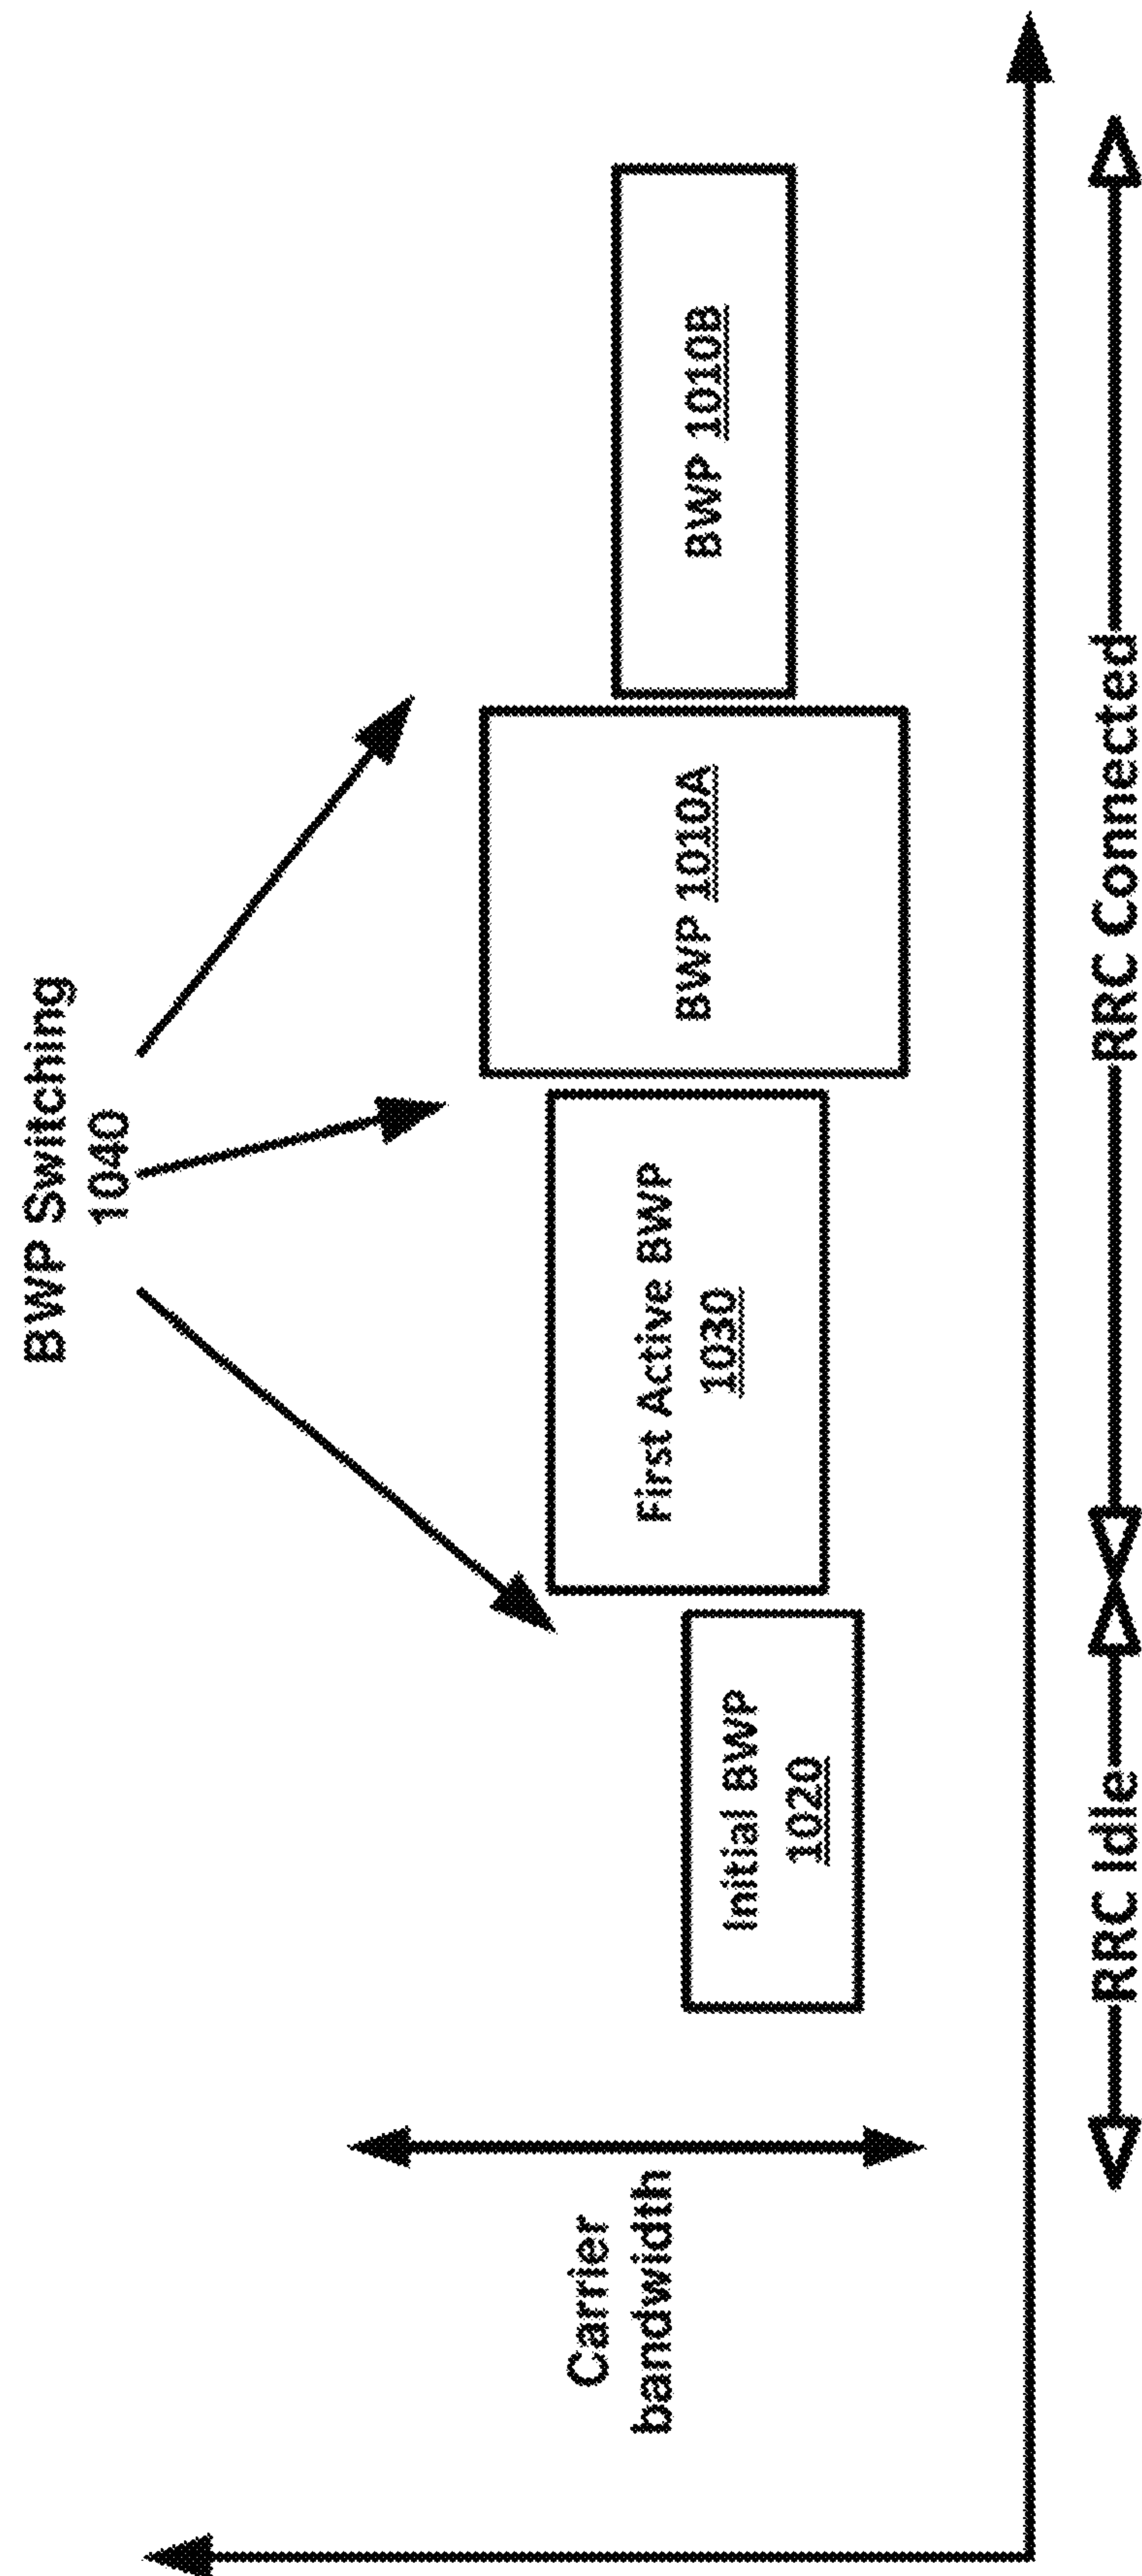 BWP Switching
1040
Carrier
bandwidth
Initial BWP
1020
First Active BWP
1030
BWP 1010A
BWP 1010B
RRC Idle
RRC Connected